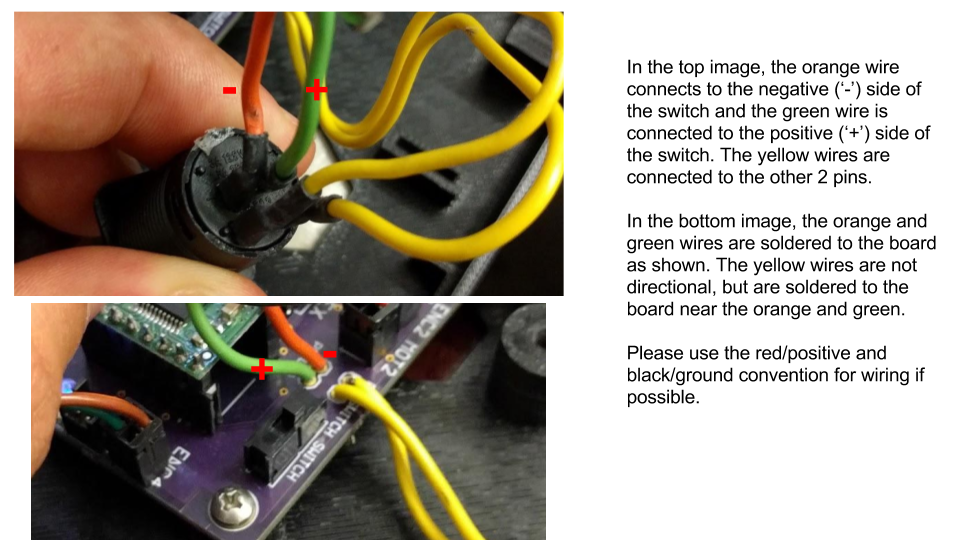 -
+
In the top image, the orange wire
connects to the negative (‘-’) side of
the switch and the green wire is
connected to the positive (‘+’) side of
the switch. The yellow wires are
connected to the other 2 pins.
In the bottom image, the orange and
green wires are soldered to the board
as shown. The yellow wires are not
directional, but are soldered to the
board near the orange and green.
Please use the red/positive and
black/ground convention for wiring if
possible.
+
-
ENC2 MOT2
SWITCH
ENC4